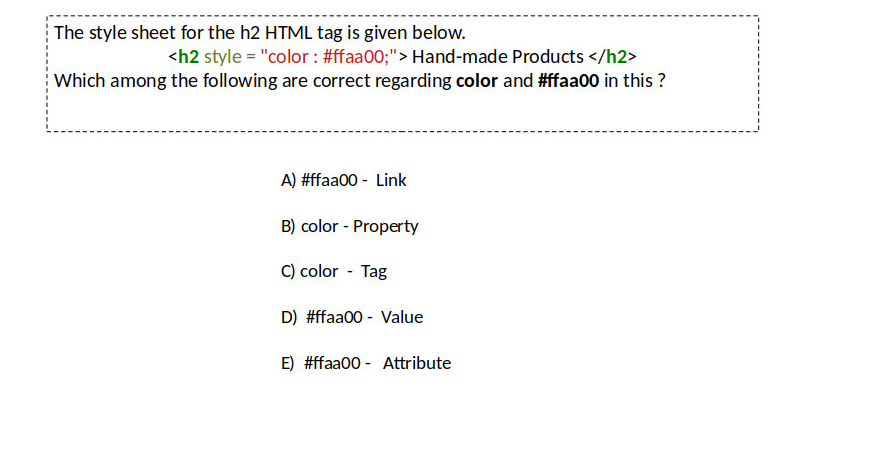 The style sheet for the h2 HTML tag is given below.
<h2 style = "color : #ffaa00;"> Hand-made Products </h2>
Which among the following are correct regarding color and #ffaa00 in this ?
A) #ffaa00 - Link
B) color - Property
C) color - Tag
D) #ffaa00 - Value
E) #ffaa00 - Attribute